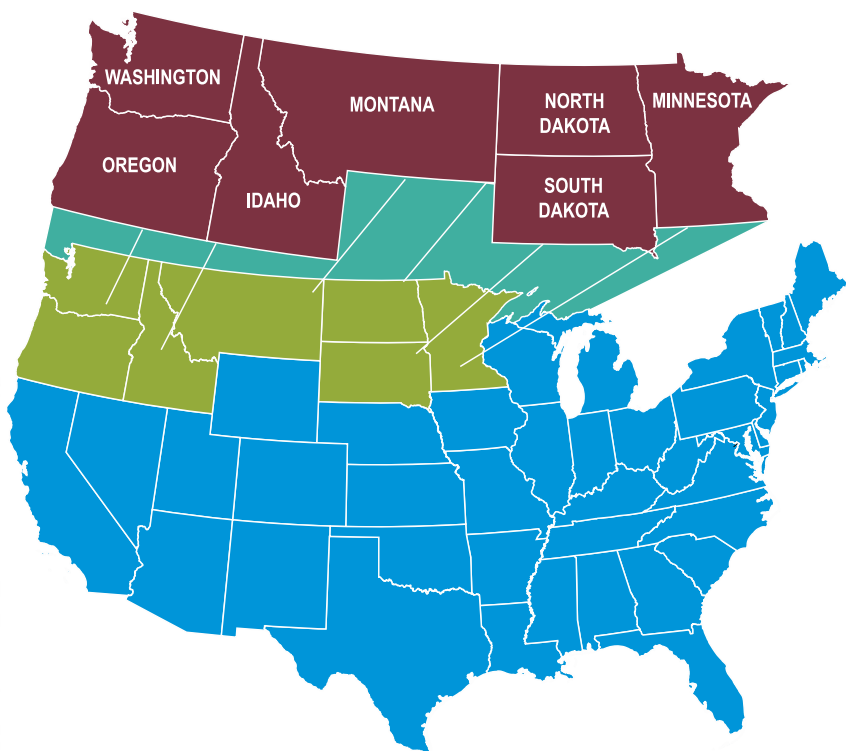 WASHINGTON
MONTANA
NORTH
DAKOTA
MINNESOTA
OREGON
IDAHO
SOUTH
DAKOTA